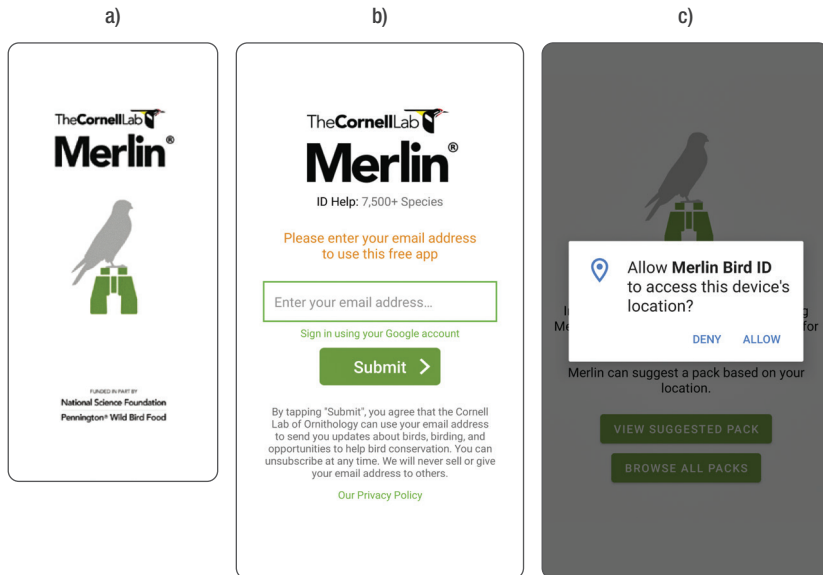 a)
TheCornellLab
Merlin®
FUNDED IN PART BY
National Science Foundation
Pennington® Wild Bird Food
b)
TheCornellLab
Merlin®
ID Help: 7,500+ Species
Please enter your email address
to use this free app
Enter your email address...
Sign in using your Google account
Submit
By tapping "Submit", you agree that the Cornell
Lab of Ornithology can use your email address
to send you updates about birds, birding, and
opportunities to help bird conservation. You can
unsubscribe at any time. We will never sell or give
your email address to others.
Our Privacy Policy
c)
Allow Merlin Bird ID
to access this device's
location?
DENY ALLOW
for
Merlin can suggest a pack based on your
location.
VIEW SUGGESTED PACK
BROWSE ALL PACKS